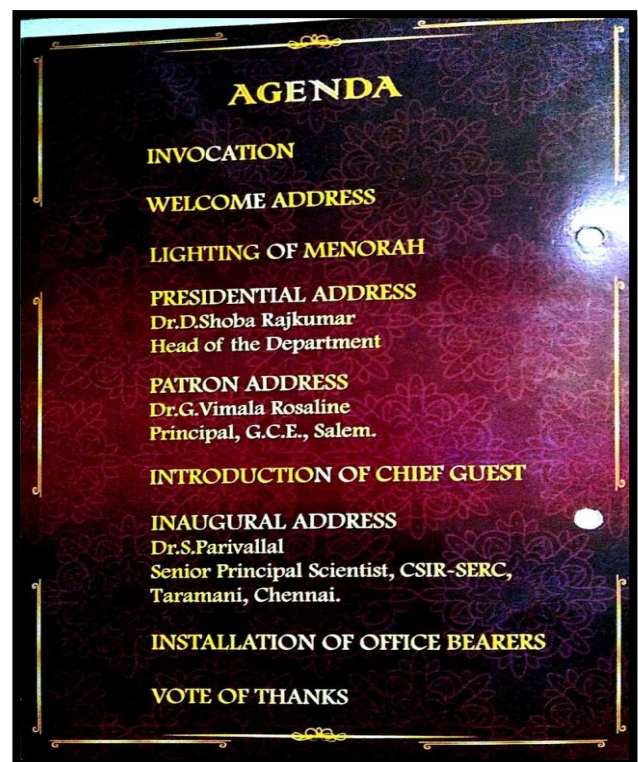 AGENDA
INVOCATION
WELCOME ADDRESS
LIGHTING OF MENORAH
PRESIDENTIAL ADDRESS
Dr.D.Shoba Rajkumar
Head of the Department
PATRON ADDRESS
Dr.G.Vimala Rosaline
Principal, G.C.E., Salem.
INTRODUCTION OF CHIEF GUEST
INAUGURAL ADDRESS
Dr.S.Parivallal
Senior Principal Scientist, CSIR-SERC,
Taramani, Chennai.
INSTALLATION OF OFFICE BEARERS
VOTE OF THANKS